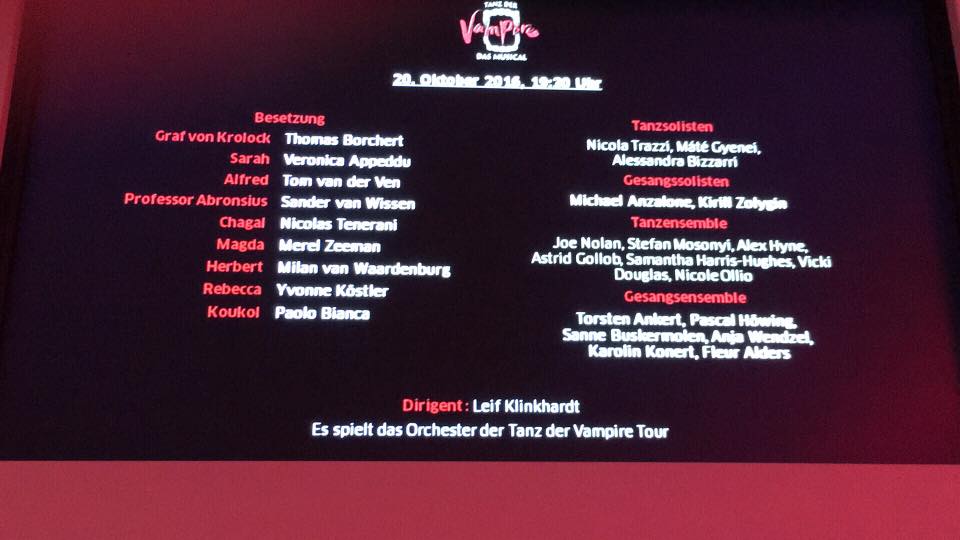 TANZ DER
Vampire
DAS MUSICAL
20. Oktober 2016, 19:30 Uhr
Besetzung
Graf von Krolock Thomas Borchert
Sarah Veronica Appeddu
Alfred Tom van der Ven
Professor Abronsius Sander van Wissen
Chagal Nicolas Tenerani
Magda Merel Zeeman
Herbert Milan van Waardenburg
Rebecca Yvonne Köstler
Koukol Paolo Bianca
Tanzsolisten
Nicola Trazzi, Máté Gyenei,
Alessandra Bizzarri
Gesangssolisten
Michael Anzalone, Kirill Zolygin
Tanzensemble
Joe Nolan, Stefan Mosonyi, Alex Hyne,
Astrid Gollob, Samantha Harris-Hughes, Vicki
Douglas, Nicole Ollio
Gesangsensemble
Torsten Ankert, Pascal Höwing,
Sanne Buskermolen, Anja Wendzel,
Karolin Konert, Fleur Alders
Dirigent: Leif Klinkhardt
Es spielt das Orchester der Tanz der Vampire Tour